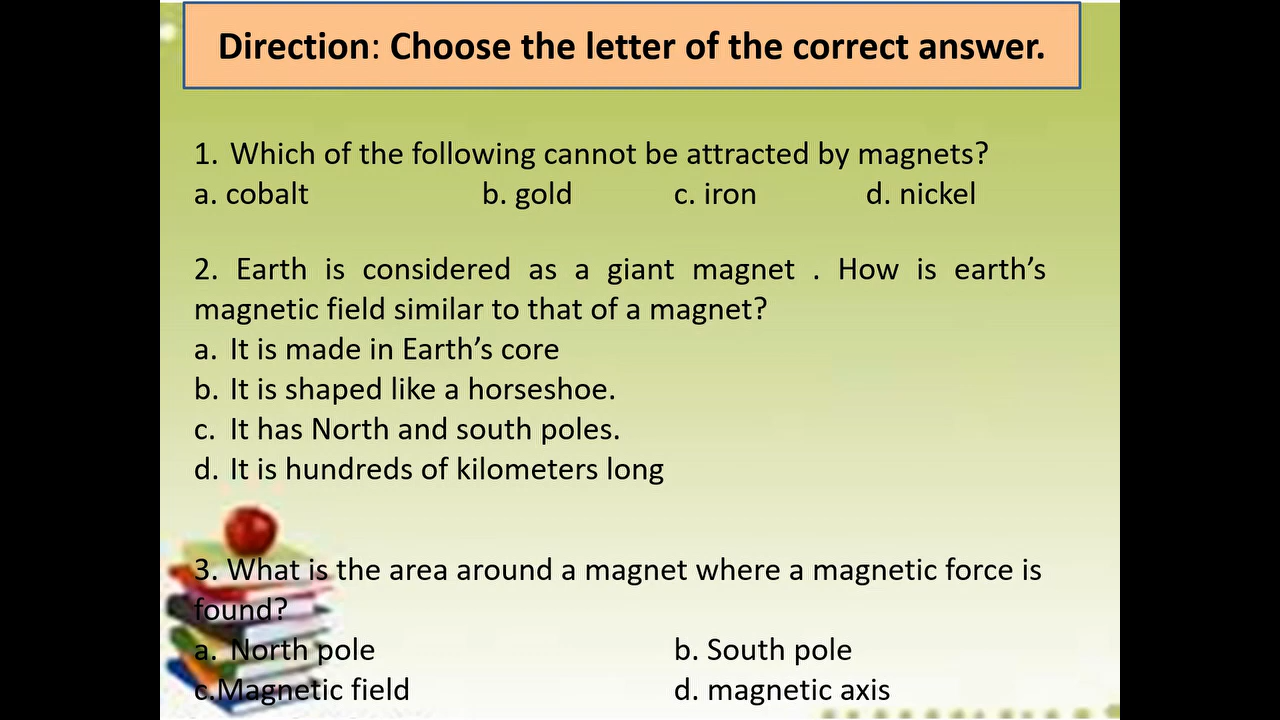 Direction: Choose the letter of the correct answer.
1. Which of the following cannot be attracted by magnets?
a. cobalt b. gold c. iron d. nickel
2. Earth is considered as a giant magnet . How is earth’s
magnetic field similar to that of a magnet?
a. It is made in Earth’s core
b. It is shaped like a horseshoe.
c. It has North and south poles.
d. It is hundreds of kilometers long
3. What is the area around a magnet where a magnetic force is
found?
a. North pole b. South pole
c.Magnetic field d. magnetic axis